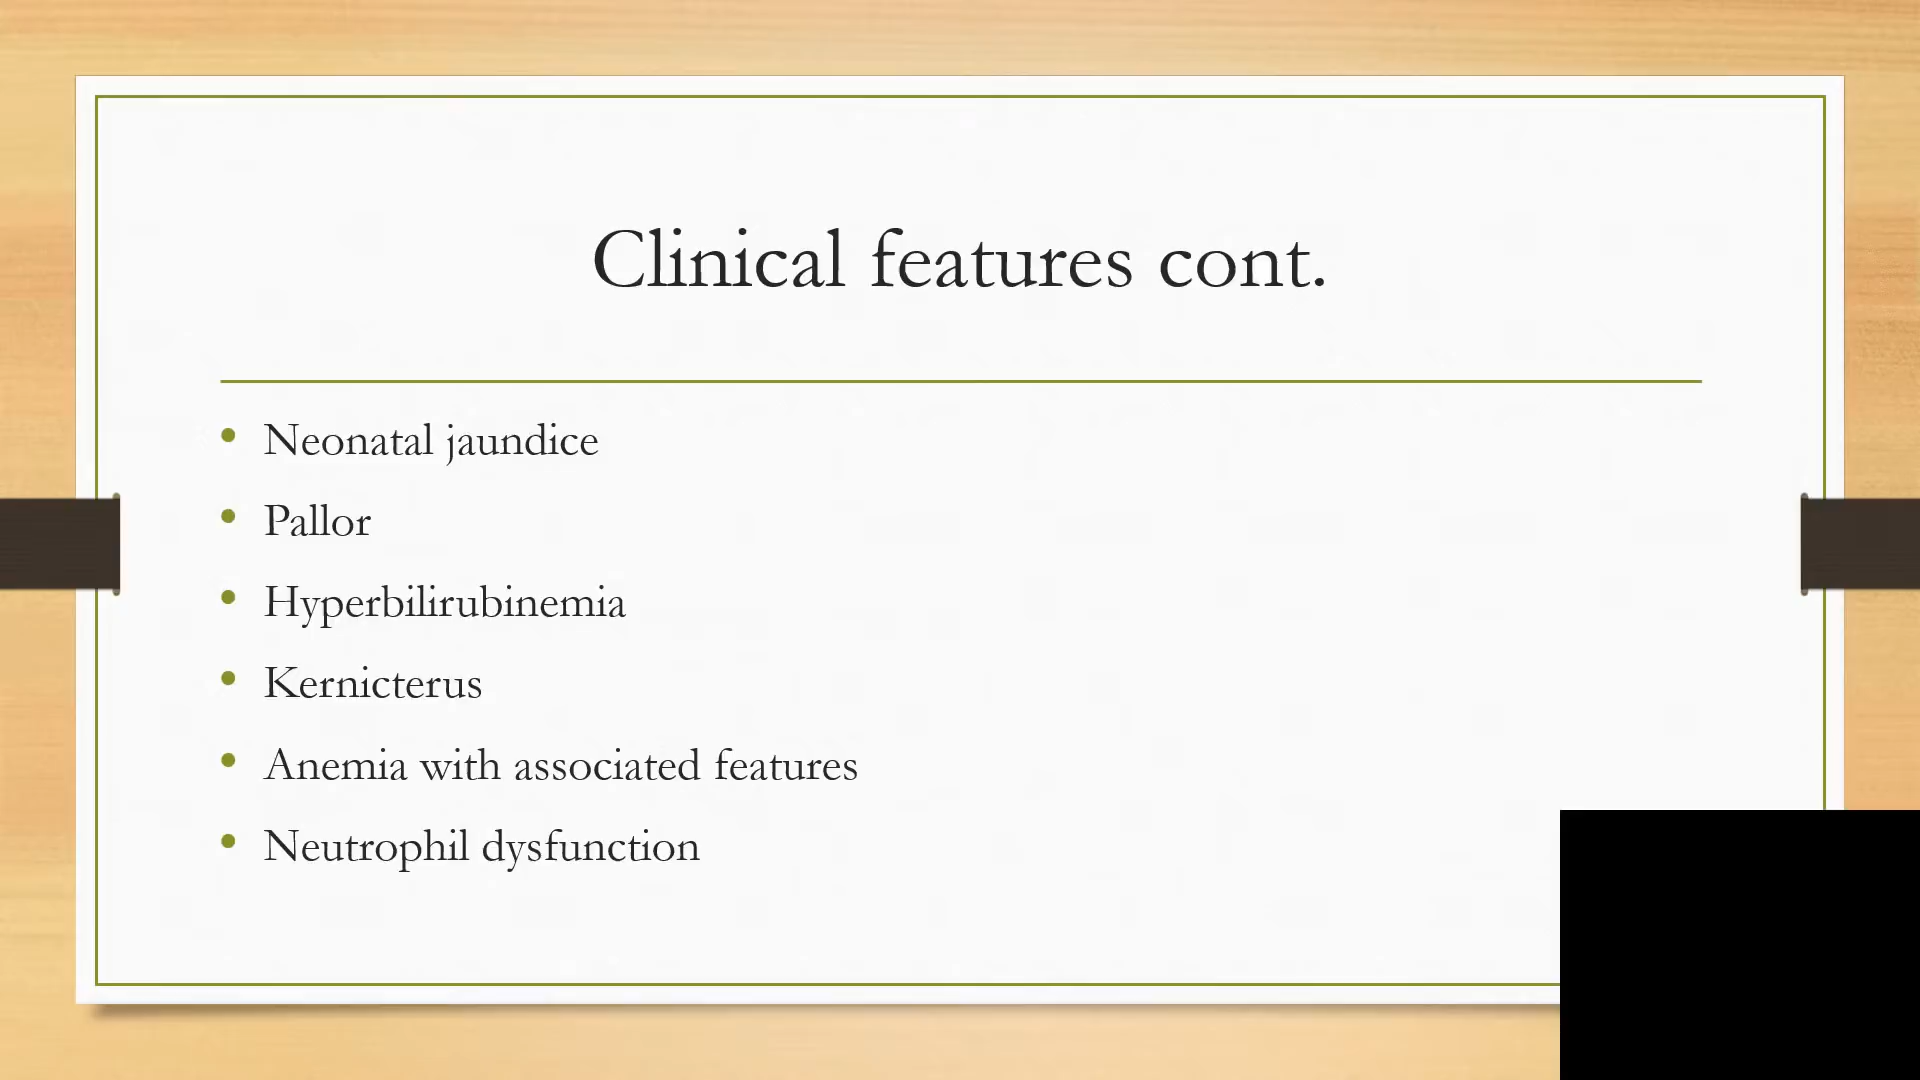 Clinical features cont.
• Neonatal jaundice
• Pallor
• Hyperbilirubinemia
• Kernicterus
• Anemia with associated features
• Neutrophil dysfunction